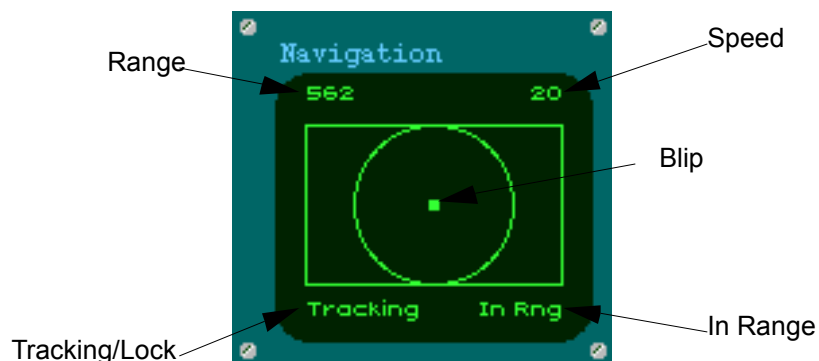 Speed
Navigation
Range
562 20
Blip
Tracking In Rng
In Range
Tracking/Lock